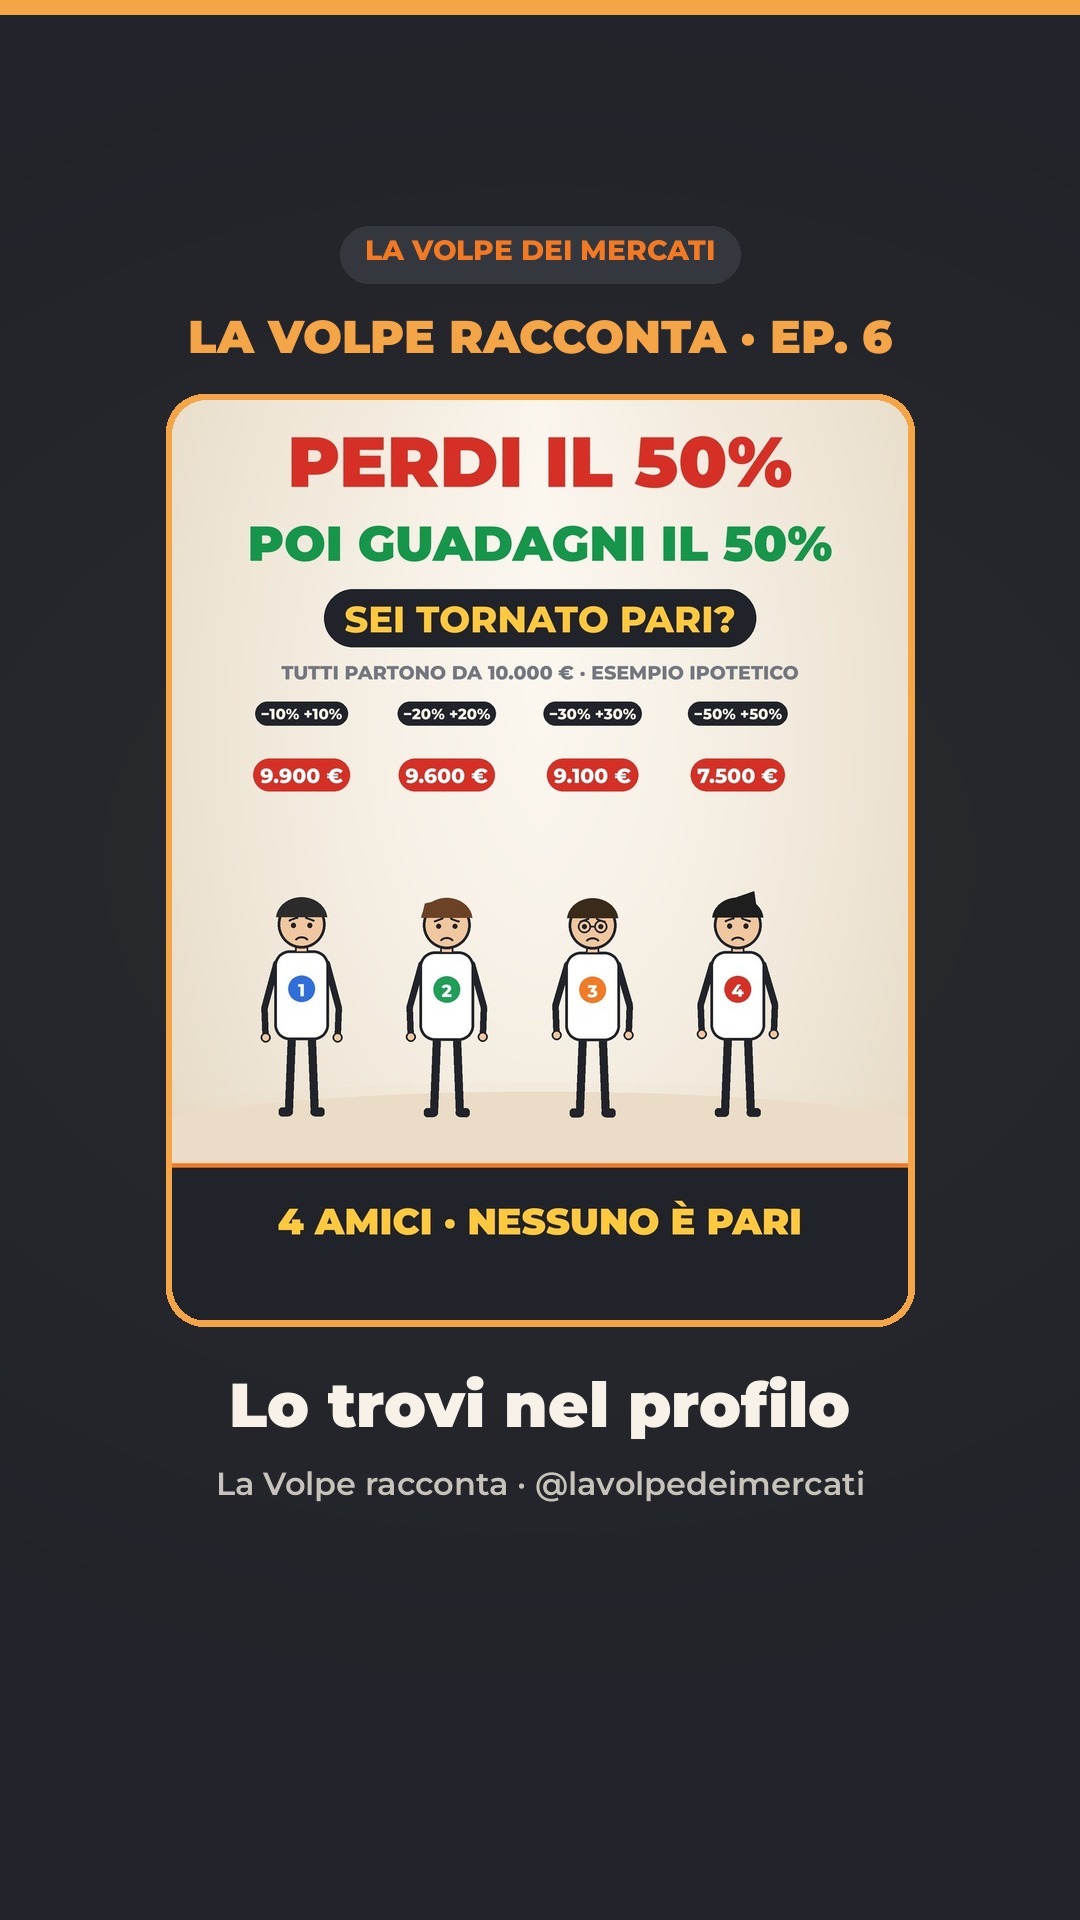 LA VOLPE DEI MERCATI
LA VOLPE RACCONTA · EP. 6
PERDI IL 50%
POI GUADAGNI IL 50%
SEI TORNATO PARI?
TUTTI PARTONO DA 10.000 € · ESEMPIO IPOTETICO
−10% +10% −20% +20% −30% +30% −50% +50%
9.900 € 9.600 € 9.100 € 7.500 €
1 2 3 4
4 AMICI · NESSUNO È PARI
Lo trovi nel profilo
La Volpe racconta · @lavolpedeimercati